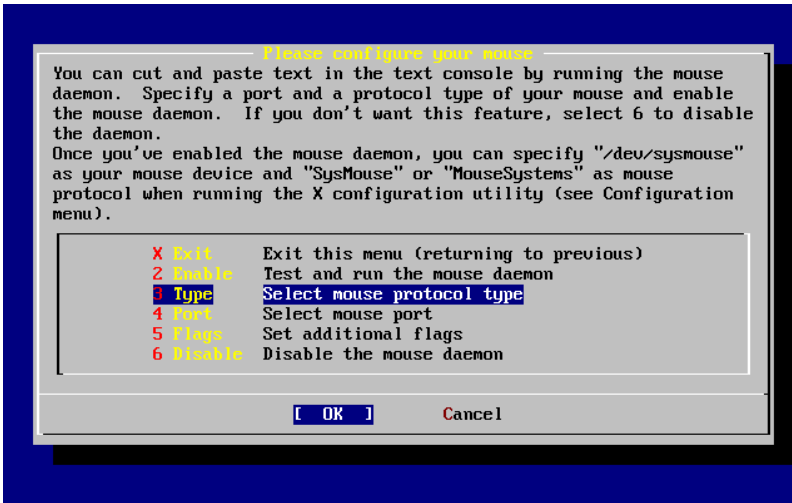 Please configure your mouse
You can cut and paste text in the text console by running the mouse
daemon.  Specify a port and a protocol type of your mouse and enable
the mouse daemon.  If you don't want this feature, select 6 to disable
the daemon.
Once you've enabled the mouse daemon, you can specify "/dev/sysmouse"
as your mouse device and "SysMouse" or "MouseSystems" as mouse
protocol when running the X configuration utility (see Configuration
menu).
X Exit Exit this menu (returning to previous)
2 Enable Test and run the mouse daemon
3 Type Select mouse protocol type
4 Port Select mouse port
5 Flags Set additional flags
6 Disable Disable the mouse daemon
[ OK ] Cancel